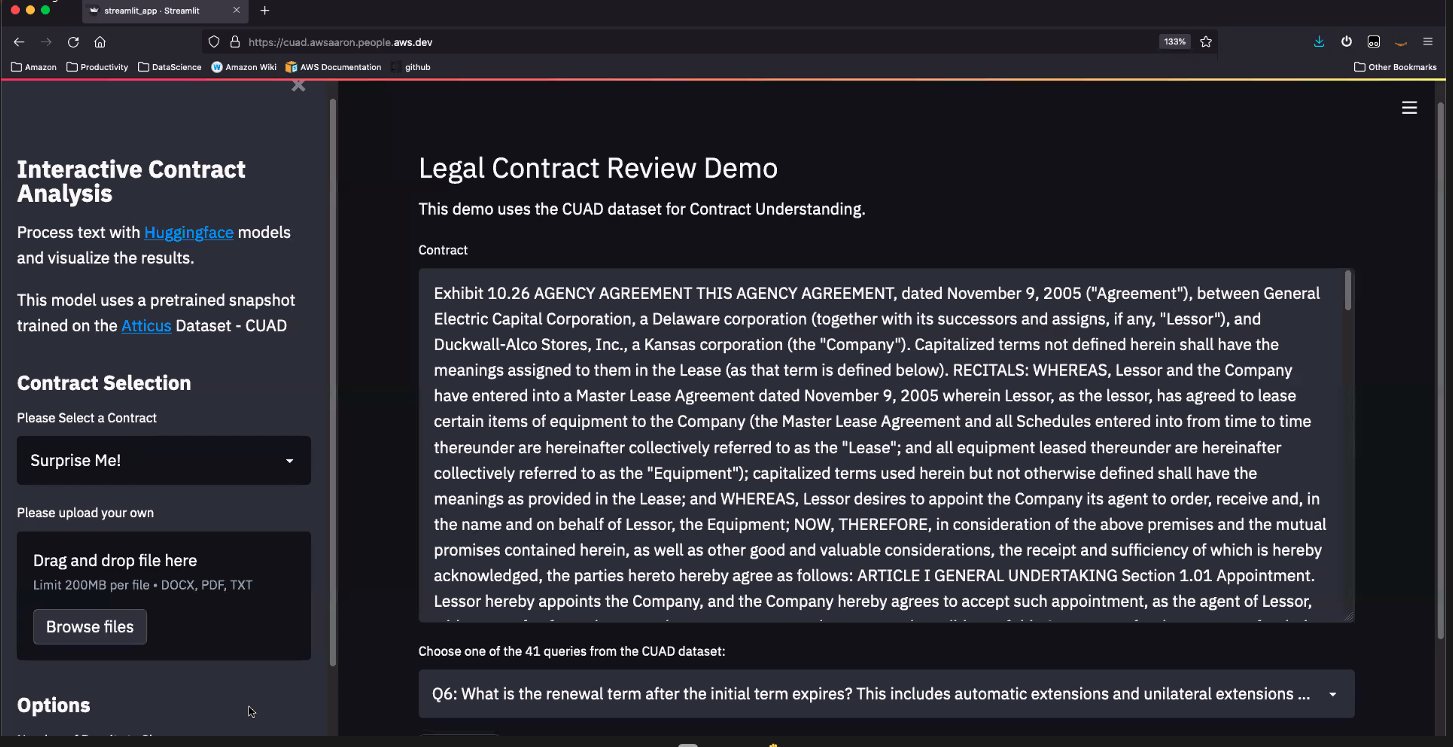 streamlit_app · Streamlit
https://cuad.awsaaron.people.aws.dev
133%
Amazon Productivity DataScience Amazon Wiki AWS Documentation github Other Bookmarks
Interactive Contract
Analysis
Process text with Huggingface models
and visualize the results.
This model uses a pretrained snapshot
trained on the Atticus Dataset - CUAD
Contract Selection
Please Select a Contract
Surprise Me!
Please upload your own
Drag and drop file here
Limit 200MB per file • DOCX, PDF, TXT
Browse files
Options
Legal Contract Review Demo
This demo uses the CUAD dataset for Contract Understanding.
Contract
Exhibit 10.26 AGENCY AGREEMENT THIS AGENCY AGREEMENT, dated November 9, 2005 ("Agreement"), between General
Electric Capital Corporation, a Delaware corporation (together with its successors and assigns, if any, "Lessor"), and
Duckwall-Alco Stores, Inc., a Kansas corporation (the "Company"). Capitalized terms not defined herein shall have the
meanings assigned to them in the Lease (as that term is defined below). RECITALS: WHEREAS, Lessor and the Company
have entered into a Master Lease Agreement dated November 9, 2005 wherein Lessor, as the lessor, has agreed to lease
certain items of equipment to the Company (the Master Lease Agreement and all Schedules entered into from time to time
thereunder are hereinafter collectively referred to as the "Lease"; and all equipment leased thereunder are hereinafter
collectively referred to as the "Equipment"); capitalized terms used herein but not otherwise defined shall have the
meanings as provided in the Lease; and WHEREAS, Lessor desires to appoint the Company its agent to order, receive and, in
the name and on behalf of Lessor, the Equipment; NOW, THEREFORE, in consideration of the above premises and the mutual
promises contained herein, as well as other good and valuable considerations, the receipt and sufficiency of which is hereby
acknowledged, the parties hereto hereby agree as follows: ARTICLE I GENERAL UNDERTAKING Section 1.01 Appointment.
Lessor hereby appoints the Company, and the Company hereby agrees to accept such appointment, as the agent of Lessor,
Choose one of the 41 queries from the CUAD dataset:
Q6: What is the renewal term after the initial term expires? This includes automatic extensions and unilateral extensions ...